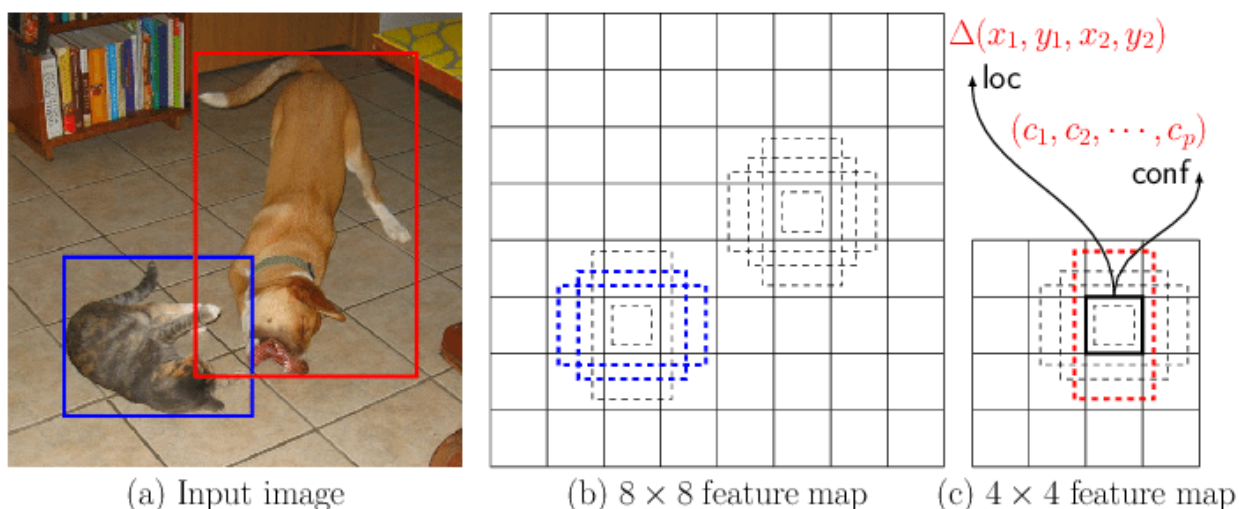 Δ(x₁, y₁, x₂, y₂)
loc
(c₁, c₂, ⋯, cₚ)
conf
(a) Input image
(b) 8 × 8 feature map
(c) 4 × 4 feature map